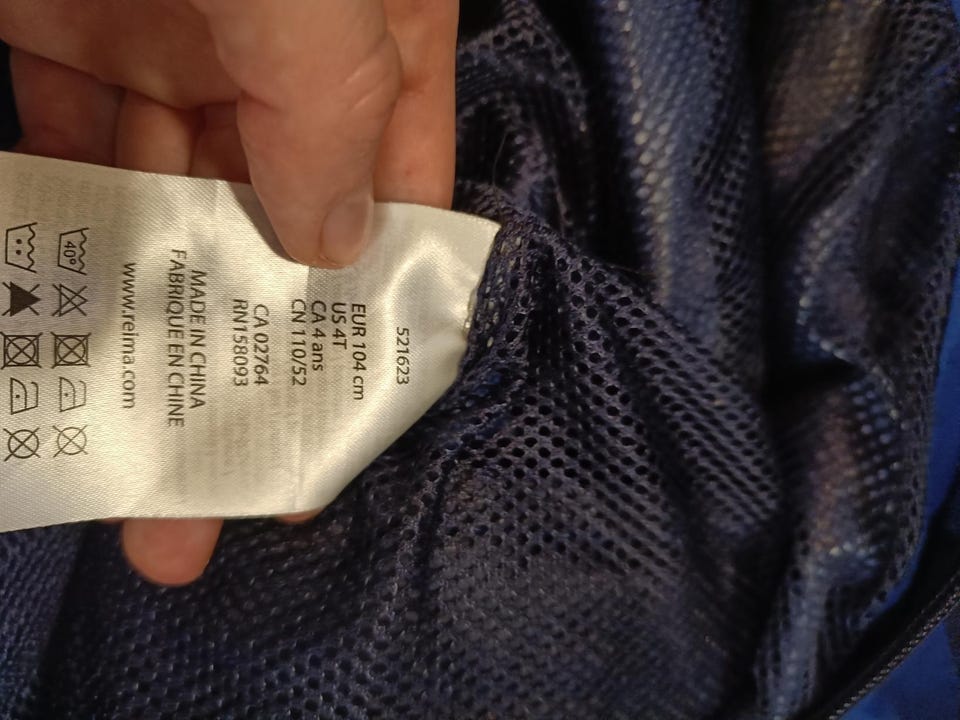 521623
EUR 104 cm
US 4T
CA 4 ans
CN 110/52
CA 02764
RN158093
MADE IN CHINA
FABRIQUE EN CHINE
www.reima.com
40°